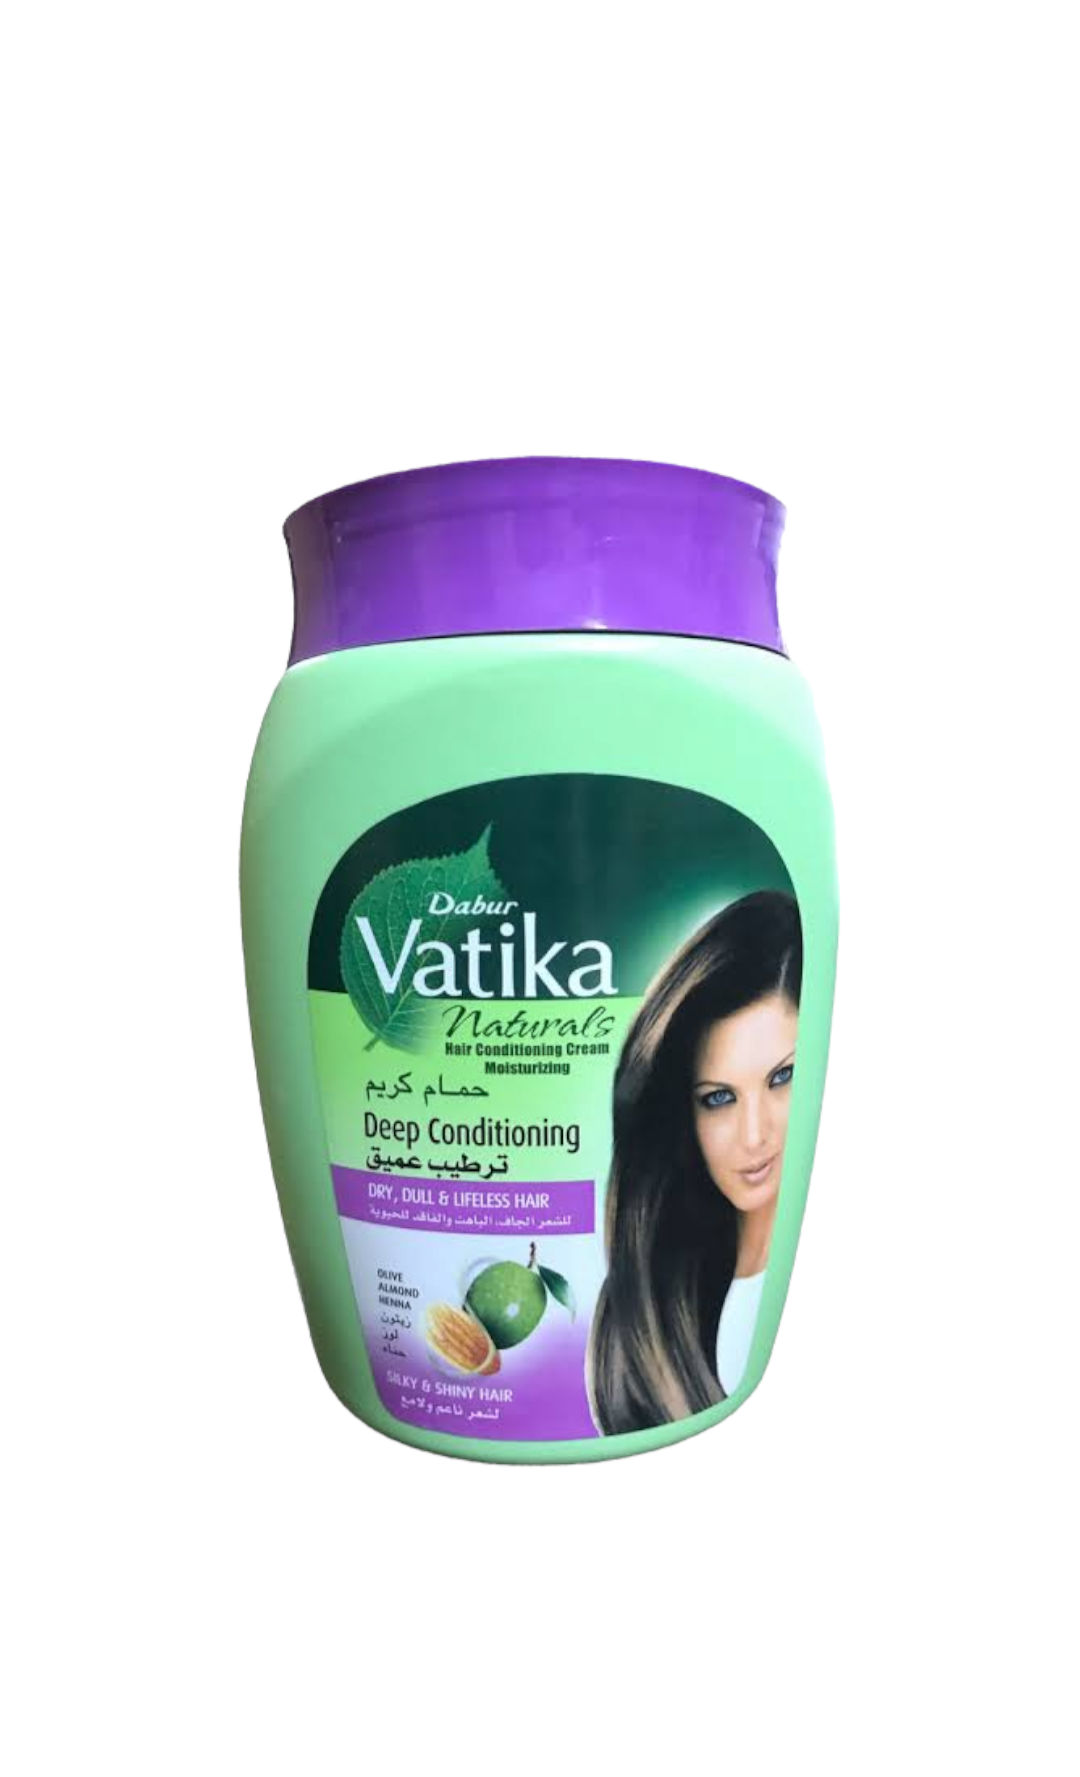 Dabur
Vatika
Naturals
Hair Conditioning Cream
Moisturizing
حمام كريم
Deep Conditioning
ترطيب عميق
DRY, DULL & LIFELESS HAIR
للشعر الجاف، الباهت والفاقد للحيوية
OLIVE
ALMOND
HENNA
زيتون
لوز
حناء
SILKY & SHINY HAIR
لشعر ناعم ولامع